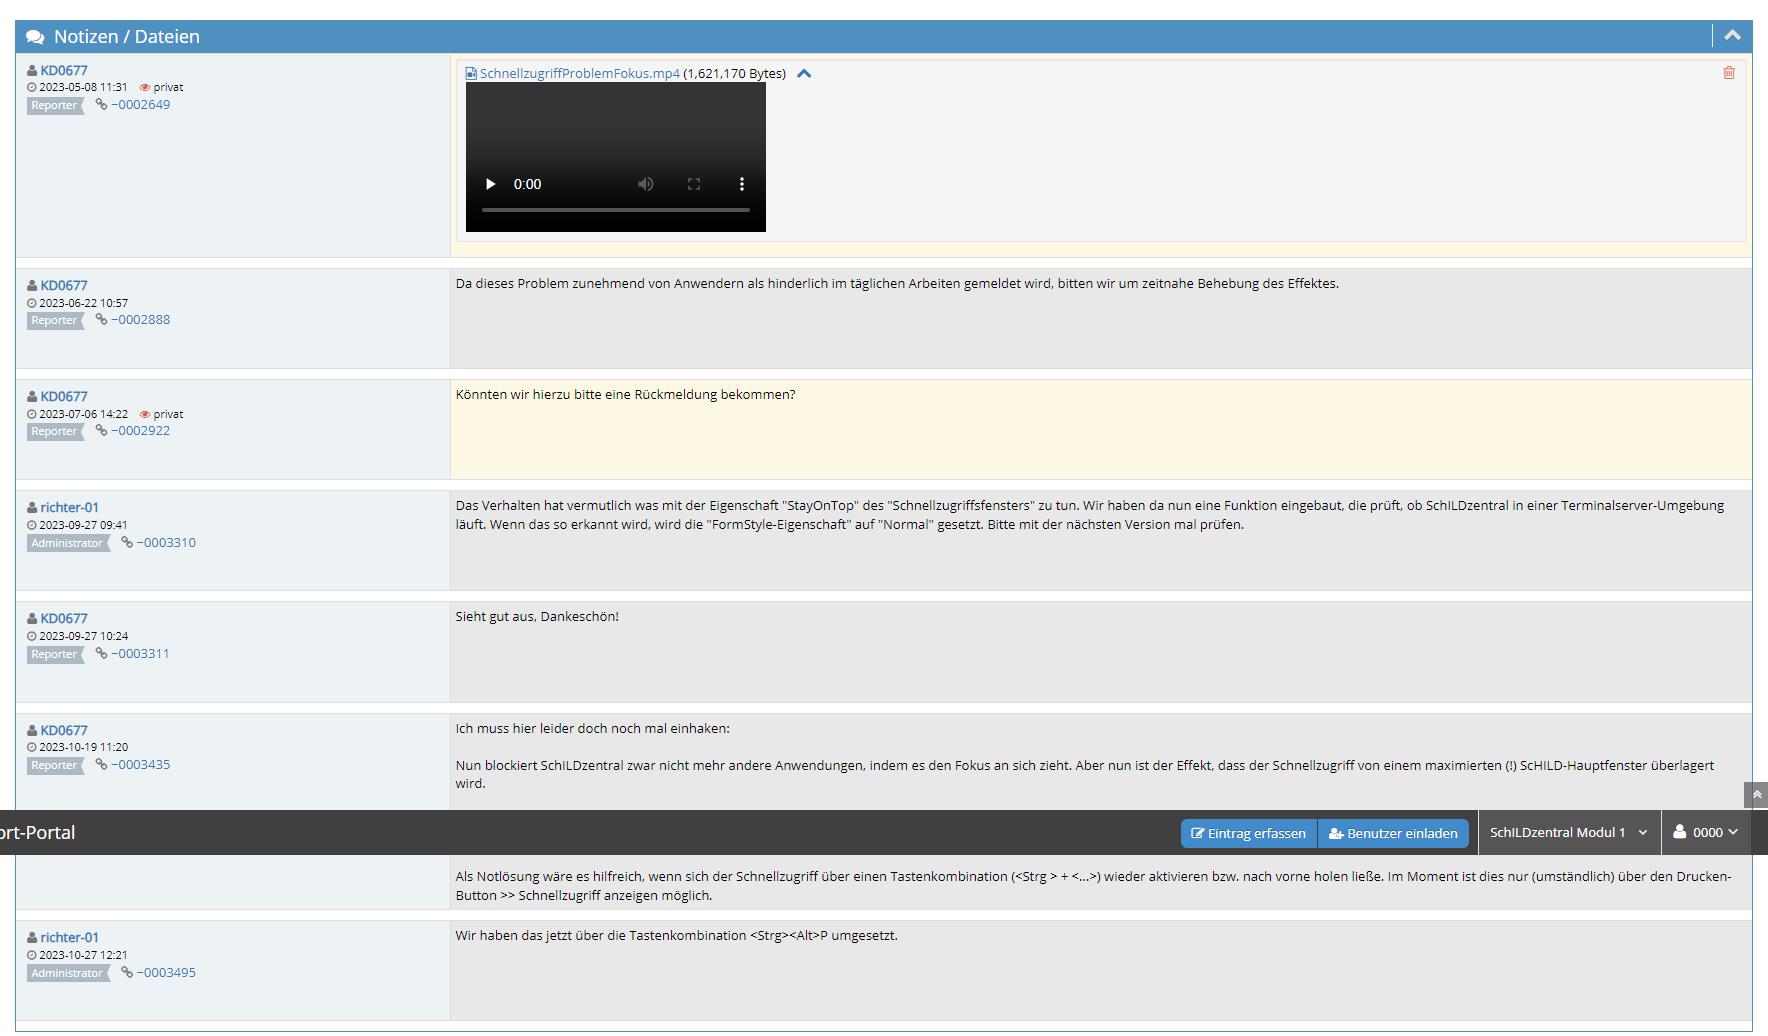 Notizen / Dateien
KD0677
2023-05-08 11:31 privat
Reporter ~0002649
SchnellzugriffProblemFokus.mp4 (1,621,170 Bytes)
0:00
KD0677
2023-06-22 10:57
Reporter ~0002888
Da dieses Problem zunehmend von Anwendern als hinderlich im täglichen Arbeiten gemeldet wird, bitten wir um zeitnahe Behebung des Effektes.
KD0677
2023-07-06 14:22 privat
Reporter ~0002922
Könnten wir hierzu bitte eine Rückmeldung bekommen?
richter-01
2023-09-27 09:41
Administrator ~0003310
Das Verhalten hat vermutlich was mit der Eigenschaft "StayOnTop" des "Schnellzugriffsfensters" zu tun. Wir haben da nun eine Funktion eingebaut, die prüft, ob SchILDzentral in einer Terminalserver-Umgebung
läuft. Wenn das so erkannt wird, wird die "FormStyle-Eigenschaft" auf "Normal" gesetzt. Bitte mit der nächsten Version mal prüfen.
KD0677
2023-09-27 10:24
Reporter ~0003311
Sieht gut aus, Dankeschön!
KD0677
2023-10-19 11:20
Reporter ~0003435
Ich muss hier leider doch noch mal einhaken:
Nun blockiert SchILDzentral zwar nicht mehr andere Anwendungen, indem es den Fokus an sich zieht. Aber nun ist der Effekt, dass der Schnellzugriff von einem maximierten (!) ScHILD-Hauptfenster überlagert
wird.
ort-Portal
Eintrag erfassen
Benutzer einladen
SchILDzentral Modul 1
0000
Als Notlösung wäre es hilfreich, wenn sich der Schnellzugriff über einen Tastenkombination (<Strg > + <...>) wieder aktivieren bzw. nach vorne holen ließe. Im Moment ist dies nur (umständlich) über den Drucken-
Button >> Schnellzugriff anzeigen möglich.
richter-01
2023-10-27 12:21
Administrator ~0003495
Wir haben das jetzt über die Tastenkombination <Strg><Alt>P umgesetzt.